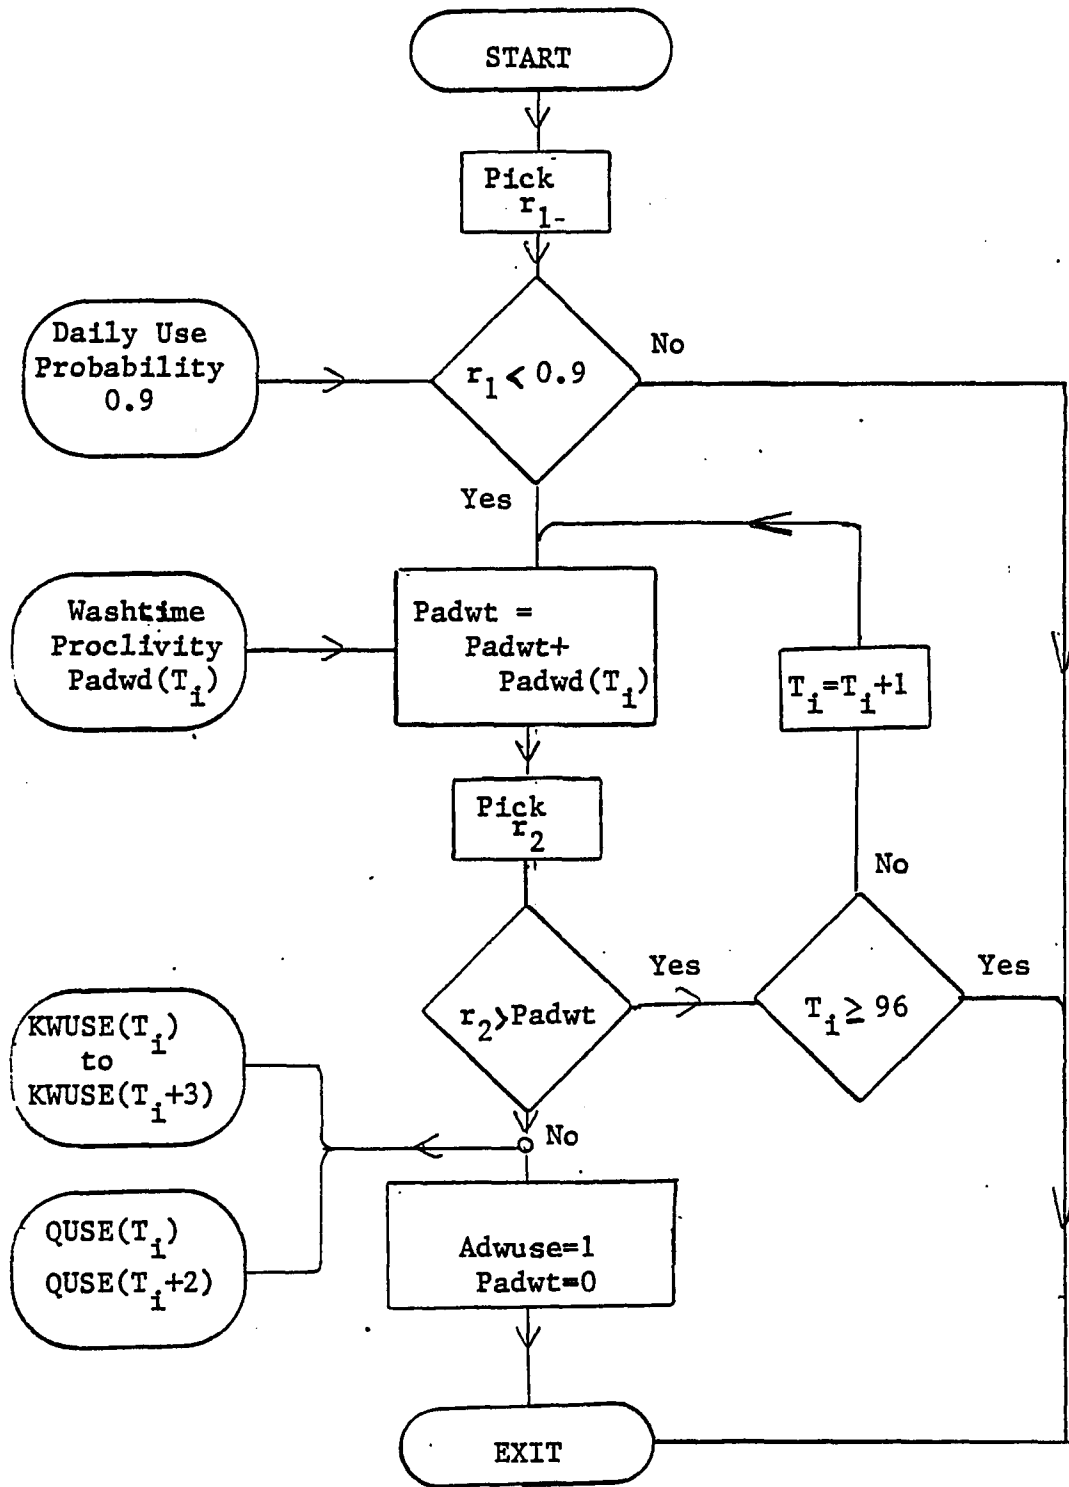 START
Pick
r1-
Daily Use
Probability
0.9
r1 < 0.9
No
Yes
Washtime
Proclivity
Padwd(Ti)
Padwt =
Padwt+
Padwd(Ti)
Ti=Ti+1
Pick
r2
No
r2>Padwt
Yes
Ti≥96
Yes
KWUSE(Ti)
to
KWUSE(Ti+3)
No
QUSE(Ti)
QUSE(Ti+2)
Adwuse=1
Padwt=0
EXIT